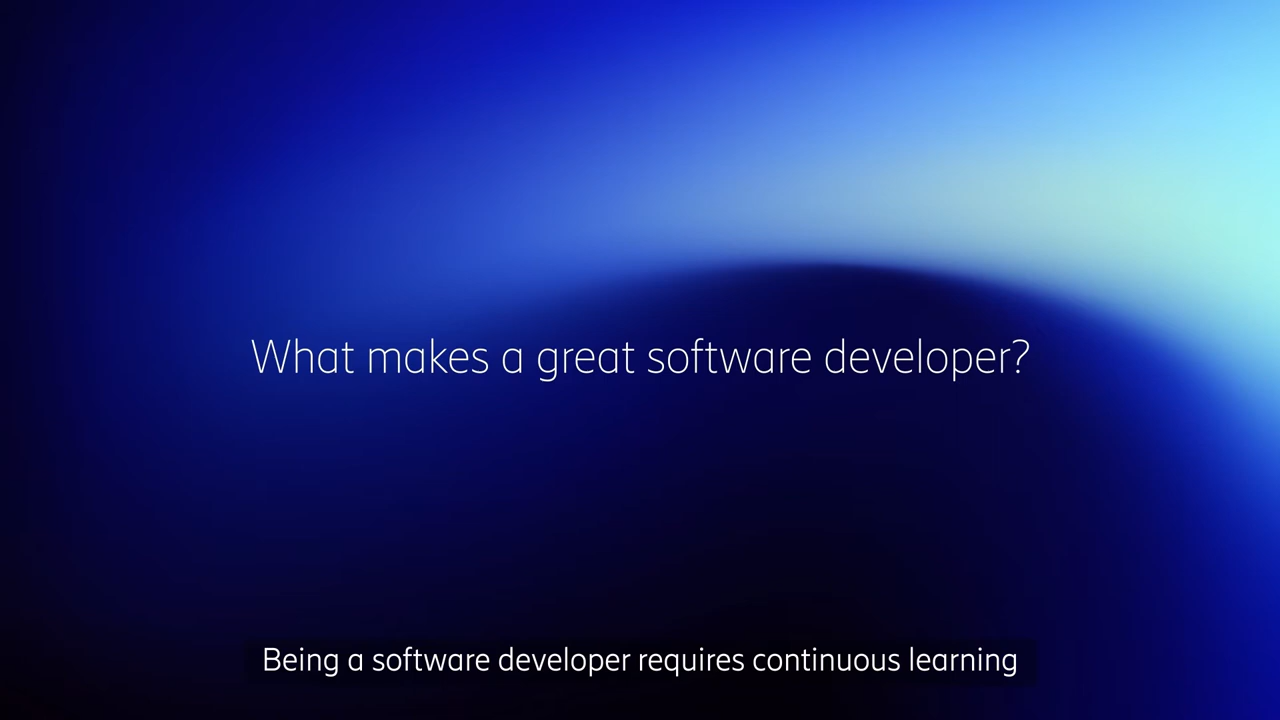 What makes a great software developer?
Being a software developer requires continuous learning